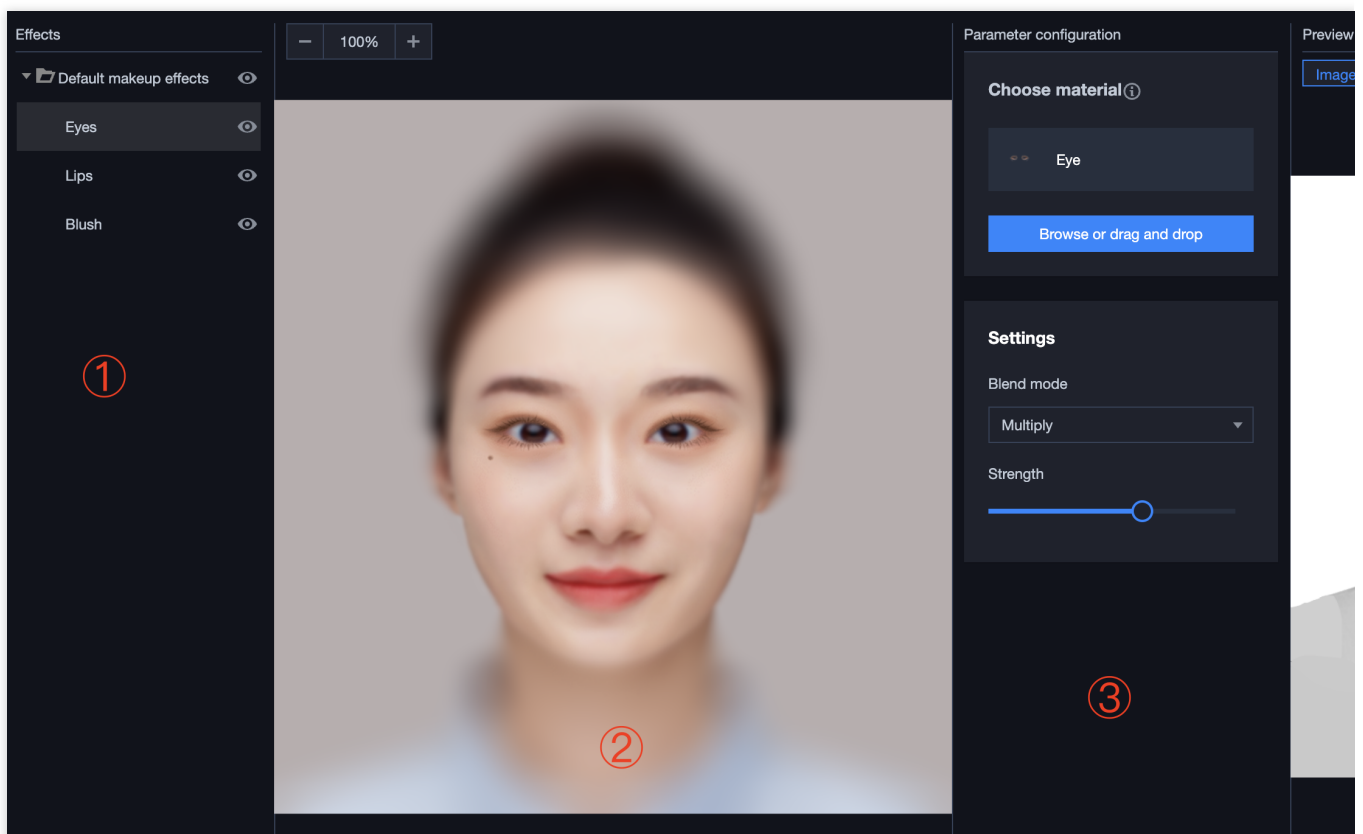 Effects
Default makeup effects
Eyes
Lips
Blush
①
− 100% +
②
Parameter configuration
Choose material
Eye
Browse or drag and drop
Settings
Blend mode
Multiply
Strength
③
Preview
Image